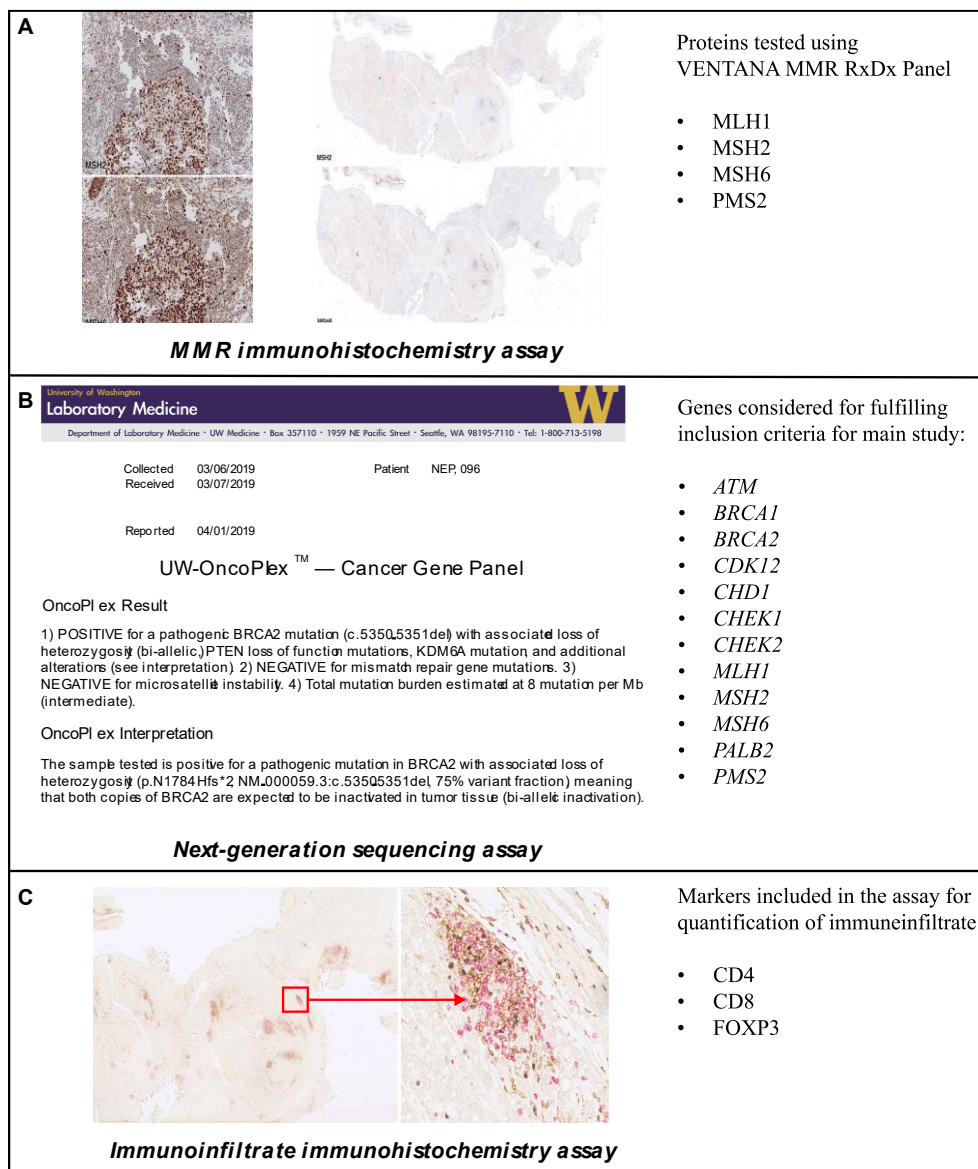 A
Proteins tested using
VENTANA MMR RxDx Panel
• MLH1
• MSH2
• MSH6
• PMS2
MSH2
MSH6
MSH2
MSH6
MMR immunohistochemistry assay
B
University of Washington
Laboratory Medicine
W
Department of Laboratory Medicine • UW Medicine • Box 357110 • 1959 NE Pacific Street • Seattle, WA 98195-7110 • Tel: 1-800-713-5198
Collected 03/06/2019 Patient NEP, 096
Received 03/07/2019
Reported 04/01/2019
UW-OncoPlex TM — Cancer Gene Panel
OncoPlex Result
1) POSITIVE for a pathogenic BRCA2 mutation (c.5350_5351del) with associated loss of
heterozygosity (bi-allelic,) PTEN loss of function mutations, KDM6A mutation, and additional
alterations (see interpretation). 2) NEGATIVE for mismatch repair gene mutations. 3)
NEGATIVE for microsatellite instability. 4) Total mutation burden estimated at 8 mutation per Mb
(intermediate).
OncoPlex Interpretation
The sample tested is positive for a pathogenic mutation in BRCA2 with associated loss of
heterozygosity (p.N1784Hfs*2, NM_000059.3:c.5350_5351del, 75% variant fraction) meaning
that both copies of BRCA2 are expected to be inactivated in tumor tissue (bi-allelic inactivation).
Next-generation sequencing assay
Genes considered for fulfilling
inclusion criteria for main study:
• ATM
• BRCA1
• BRCA2
• CDK12
• CHD1
• CHEK1
• CHEK2
• MLH1
• MSH2
• MSH6
• PALB2
• PMS2
C
Markers included in the assay for
quantification of immuneinfiltrate
• CD4
• CD8
• FOXP3
Immunoinfiltrate immunohistochemistry assay